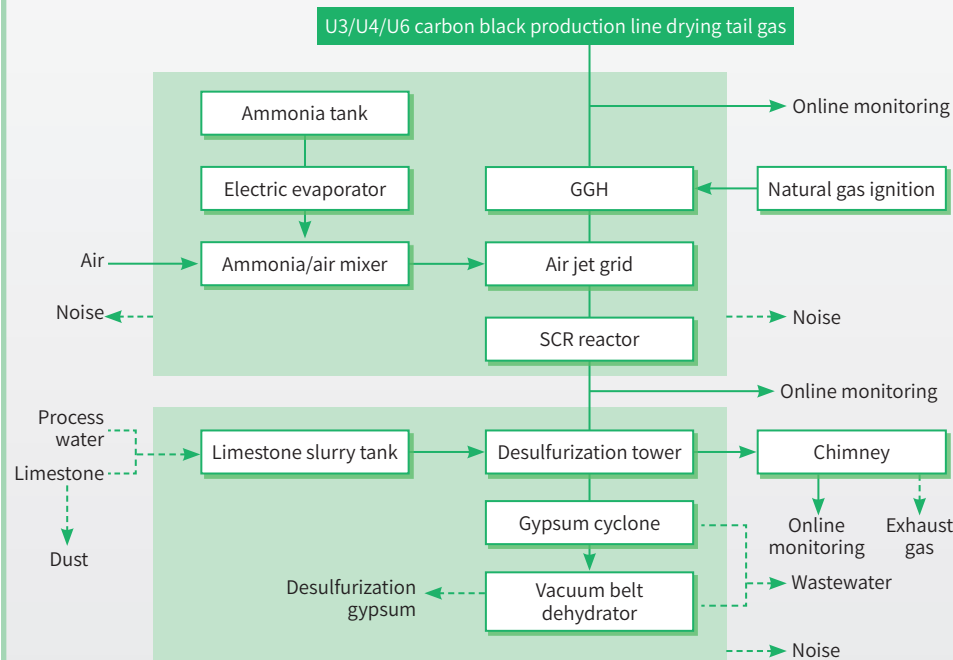 U3/U4/U6 carbon black production line drying tail gas
Online monitoring
Ammonia tank
Electric evaporator
GGH
Natural gas ignition
Air
Ammonia/air mixer
Air jet grid
Noise
Noise
SCR reactor
Online monitoring
Process
water
Limestone
Limestone slurry tank
Desulfurization tower
Chimney
Gypsum cyclone
Online
monitoring
Exhaust
gas
Dust
Desulfurization
gypsum
Vacuum belt
dehydrator
Wastewater
Noise